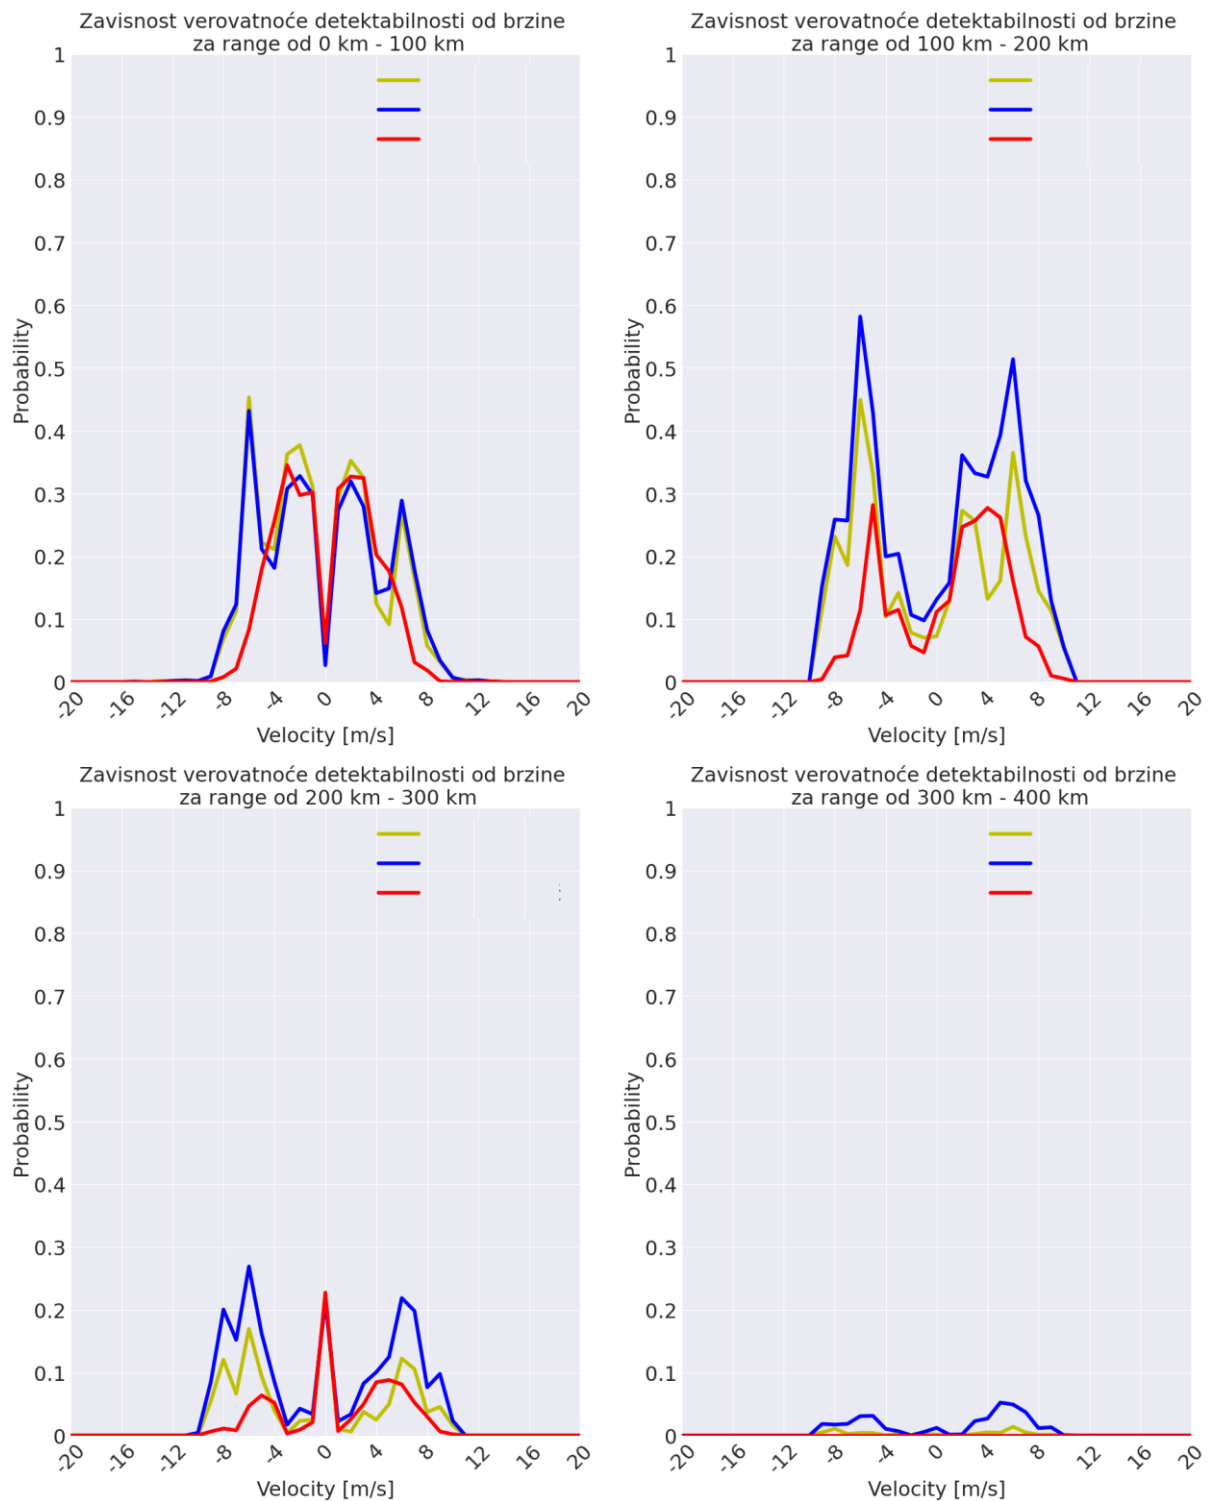 Zavisnost verovatnoće detektabilnosti od brzine
za range od 0 km - 100 km
1
0.9
0.8
0.7
0.6
0.5
0.4
0.3
0.2
0.1
0
Probability
-20 -16 -12 -8 -4 0 4 8 12 16 20
Velocity [m/s]
Zavisnost verovatnoće detektabilnosti od brzine
za range od 100 km - 200 km
1
0.9
0.8
0.7
0.6
0.5
0.4
0.3
0.2
0.1
0
Probability
-20 -16 -12 -8 -4 0 4 8 12 16 20
Velocity [m/s]
Zavisnost verovatnoće detektabilnosti od brzine
za range od 200 km - 300 km
1
0.9
0.8
0.7
0.6
0.5
0.4
0.3
0.2
0.1
0
Probability
-20 -16 -12 -8 -4 0 4 8 12 16 20
Velocity [m/s]
Zavisnost verovatnoće detektabilnosti od brzine
za range od 300 km - 400 km
1
0.9
0.8
0.7
0.6
0.5
0.4
0.3
0.2
0.1
0
Probability
-20 -16 -12 -8 -4 0 4 8 12 16 20
Velocity [m/s]